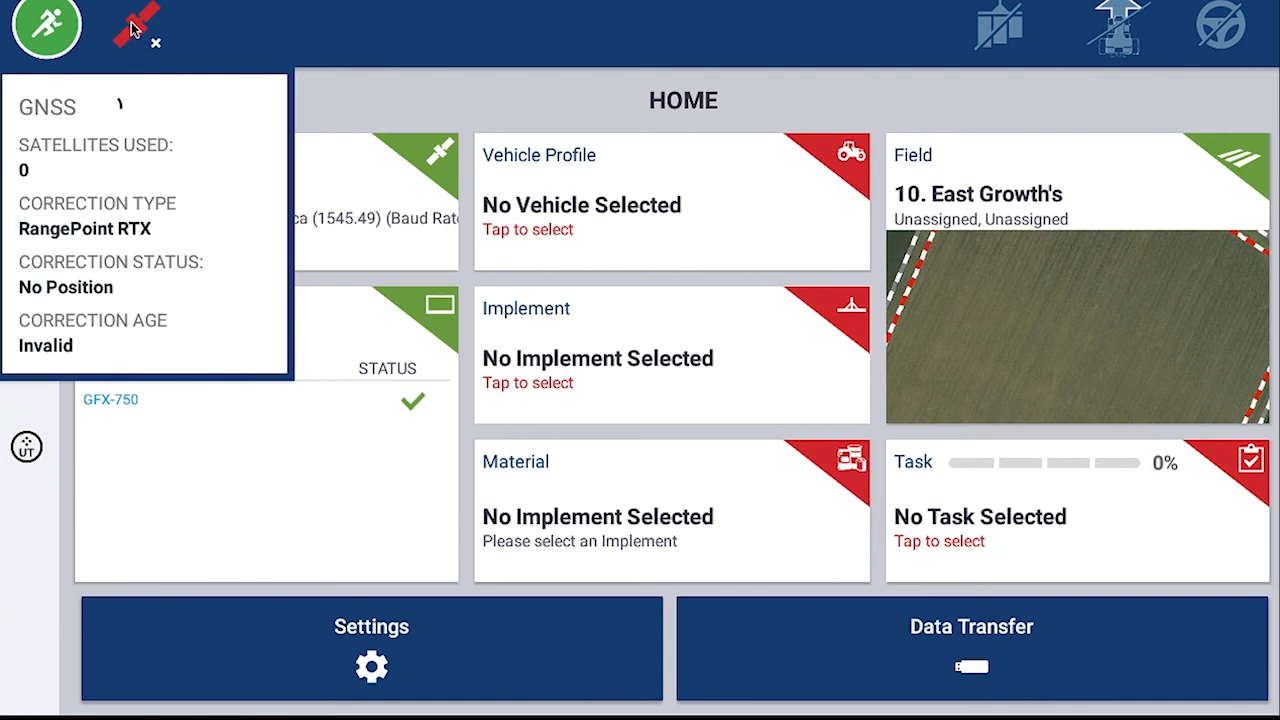 HOME
GNSS
SATELLITES USED:
0
CORRECTION TYPE
RangePoint RTX
CORRECTION STATUS:
No Position
CORRECTION AGE
Invalid
ca (1545.49) (Baud Rat
STATUS
GFX-750
UT
Vehicle Profile
No Vehicle Selected
Tap to select
Implement
No Implement Selected
Tap to select
Material
No Implement Selected
Please select an Implement
Field
10. East Growth's
Unassigned, Unassigned
Task 0%
No Task Selected
Tap to select
Settings
Data Transfer